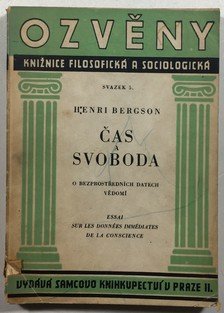 OZVĚNY
KNIŽNICE FILOSOFICKÁ A SOCIOLOGICKÁ
SVAZEK 5.
HENRI BERGSON
ČAS
A
SVOBODA
O BEZPROSTŘEDNÍCH DATECH
VĚDOMÍ
ESSAI
SUR LES DONNÉES IMMÉDIATES
DE LA CONSCIENCE
VYDÁVÁ SAMCOVO KNIHKUPECTVÍ V PRAZE II.